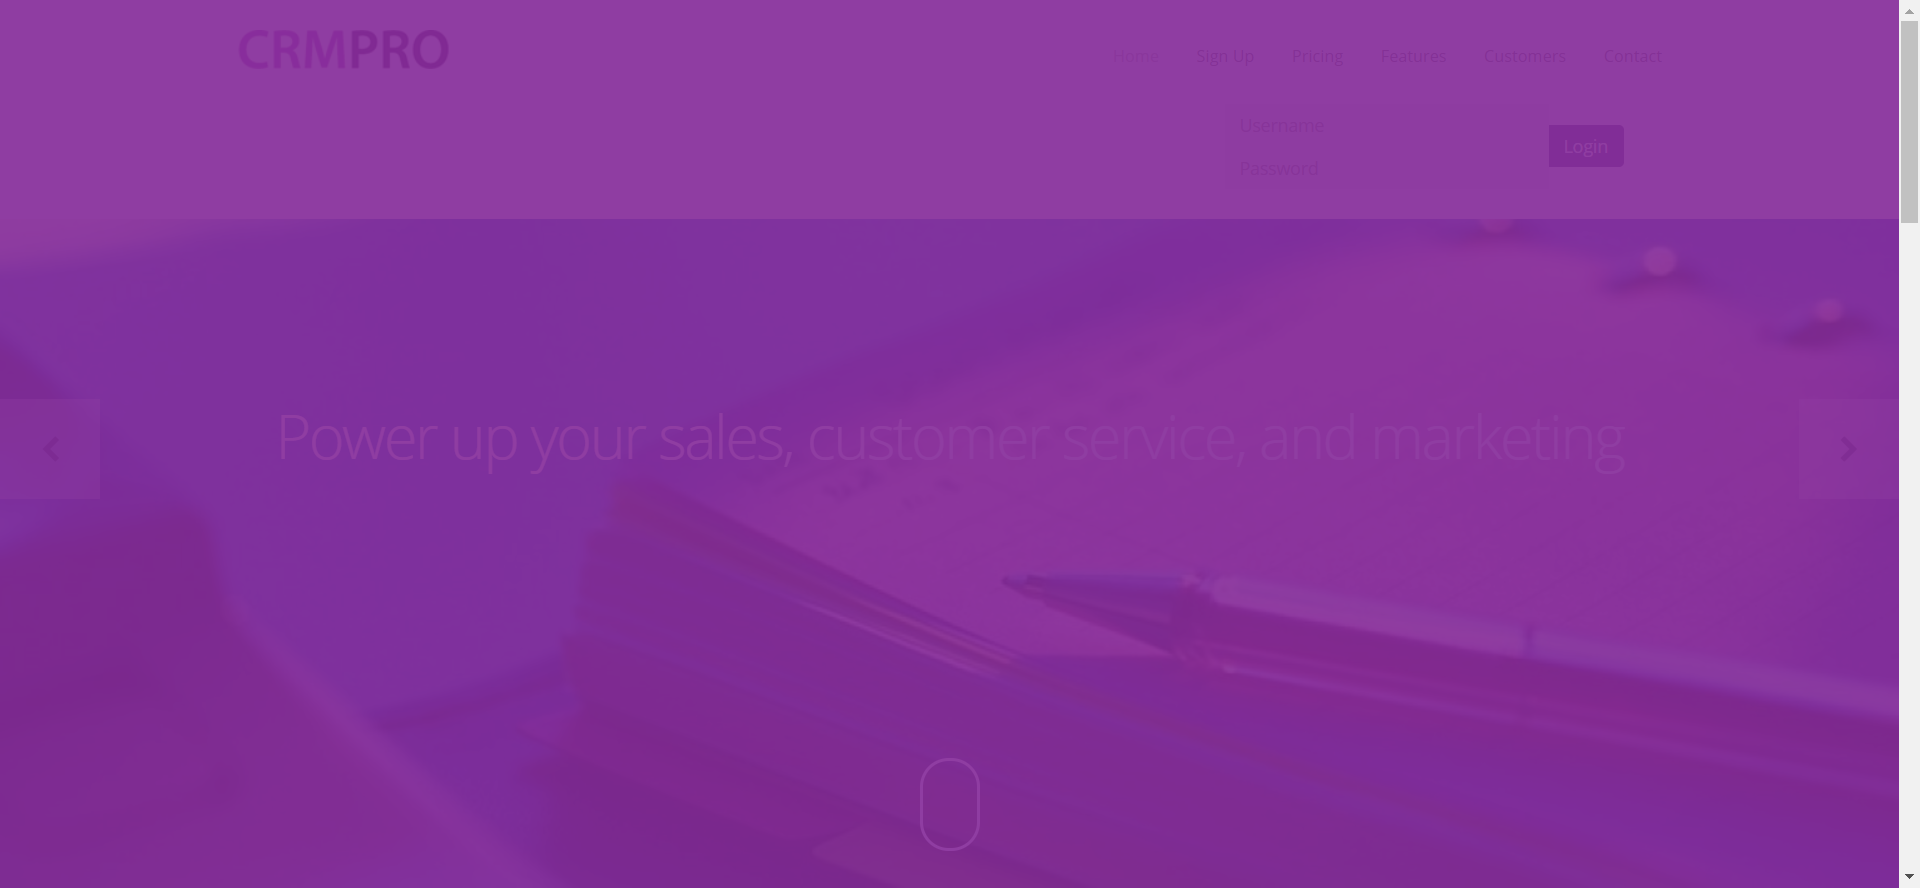 CRMPRO
Home Sign Up Pricing Features Customers Contact
Username
Login
Password
Power up your sales, customer service, and marketing